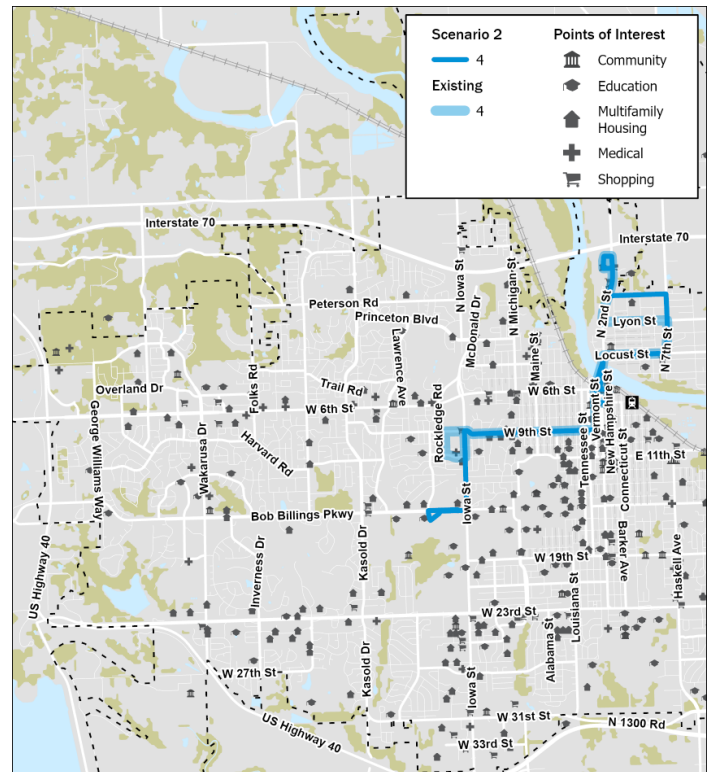 Scenario 2
4
Existing
4
Points of Interest
Community
Education
Multifamily
Housing
Medical
Shopping
Interstate 70
Interstate 70
N Iowa St
N Michigan St
McDonald Dr
Peterson Rd
Princeton Blvd
N 2nd St
Lyon St
N 7th St
Locust St
Lawrence Ave
Maine St
Folks Rd
Trail Rd
Overland Dr
W 6th St
W 6th St
Rockledge Rd
Vermont St
New Hampshire St
Tennessee St
Connecticut St
W 9th St
E 11th St
George Williams Way
Wakarusa Dr
Harvard Rd
Iowa St
Bob Billings Pkwy
Kasold Dr
Inverness Dr
Barker Ave
Haskell Ave
W 19th St
US Highway 40
Louisiana St
W 23rd St
Alabama St
W 27th St
Kasold Dr
Iowa St
US Highway 40
W 31st St
N 1300 Rd
W 33rd St